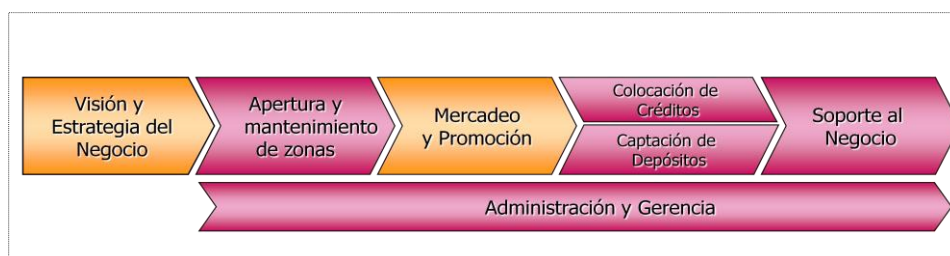 Visión y
Estrategia del
Negocio
Apertura y
mantenimiento
de zonas
Mercadeo
y Promoción
Colocación de
Créditos
Captación de
Depósitos
Soporte al
Negocio
Administración y Gerencia